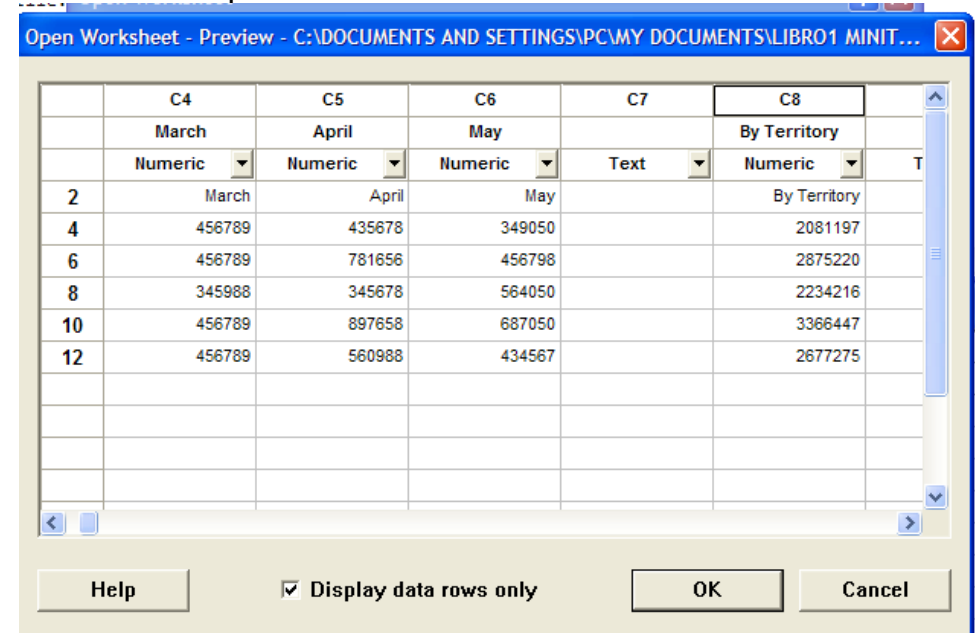 Open Worksheet - Preview - C:\DOCUMENTS AND SETTINGS\PC\MY DOCUMENTS\LIBRO1 MINIT...
C4 C5 C6 C7 C8
March April May By Territory
Numeric Numeric Numeric Text Numeric T
2 March April May By Territory
4 456789 435678 349050 2081197
6 456789 781656 456798 2875220
8 345988 345678 564050 2234216
10 456789 897658 687050 3366447
12 456789 560988 434567 2677275
Help Display data rows only OK Cancel